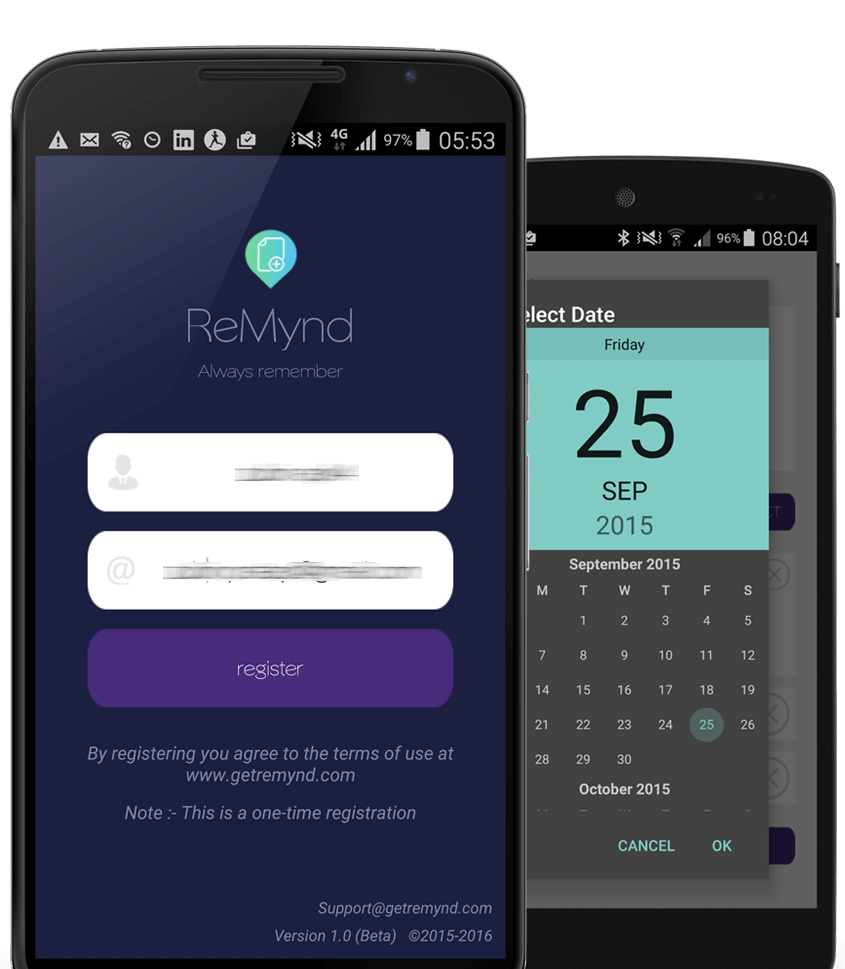 4G 97% 05:53
ReMynd
Always remember
@
register
By registering you agree to the terms of use at
www.getremynd.com
Note :- This is a one-time registration
Support@getremynd.com
Version 1.0 (Beta) ©2015-2016
96% 08:04
elect Date
Friday
25
SEP
2015
September 2015
M T W T F S
1 2 3 4 5
7 8 9 10 11 12
14 15 16 17 18 19
21 22 23 24 25 26
28 29 30
October 2015
CANCEL OK
CT